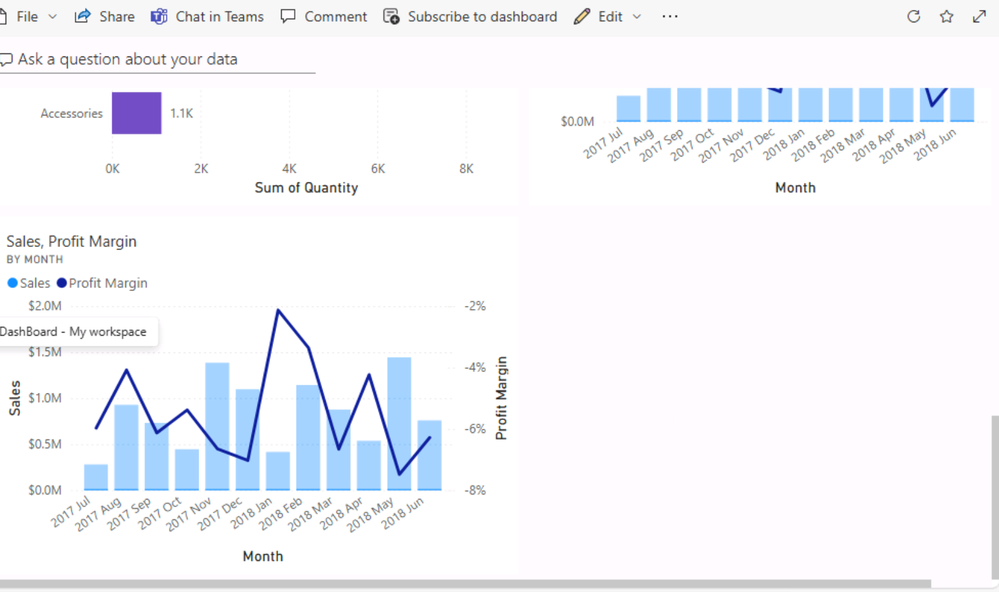 File Share Chat in Teams Comment Subscribe to dashboard Edit ...
Ask a question about your data
Accessories 1.1K
0K 2K 4K 6K 8K
Sum of Quantity
$0.0M
2017 Jul 2017 Aug 2017 Sep 2017 Oct 2017 Nov 2017 Dec 2018 Jan 2018 Feb 2018 Mar 2018 Apr 2018 May 2018 Jun
Month
Sales, Profit Margin
BY MONTH
Sales Profit Margin
$2.0M -2%
DashBoard - My workspace
$1.5M
-4%
$1.0M
-6%
$0.5M
$0.0M -8%
Sales
Profit Margin
2017 Jul 2017 Aug 2017 Sep 2017 Oct 2017 Nov 2017 Dec 2018 Jan 2018 Feb 2018 Mar 2018 Apr 2018 May 2018 Jun
Month